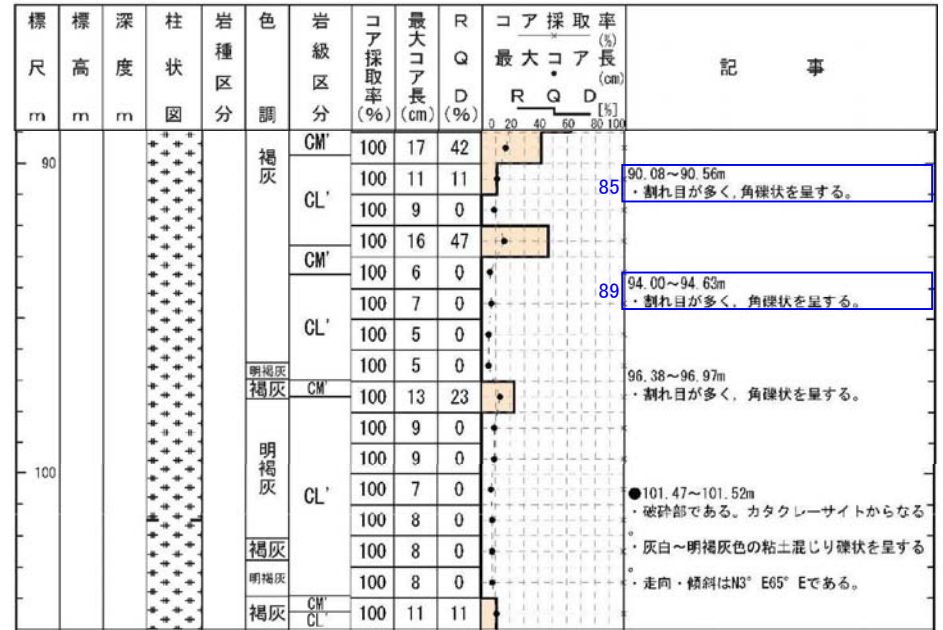 標尺m
標高m
深度m
柱状図
岩種区分
色調
岩級区分
コア採取率(%)
最大コア長(cm)
RQD(%)
コア採取率(%)
最大コア長(cm)
RQD[%]
0 20 40 60 80 100
記事
90
100
褐灰
明褐灰
褐灰
明褐灰
褐灰
明褐灰
褐灰
CM'
CL'
CM'
CL'
CM'
CL'
CM'
CL'
100 17 42
100 11 11
100 9 0
100 16 47
100 6 0
100 7 0
100 5 0
100 5 0
100 13 23
100 9 0
100 9 0
100 7 0
100 8 0
100 8 0
100 8 0
100 11 11
85
90.08～90.56m
・割れ目が多く,角礫状を呈する。
89
94.00～94.63m
・割れ目が多く,角礫状を呈する。
96.38～96.97m
・割れ目が多く,角礫状を呈する。
●101.47～101.52m
・破砕部である。カタクレーサイトからなる
。
・灰白～明褐灰色の粘土混じり礫状を呈する
。
・走向・傾斜はN3°E65°Eである。